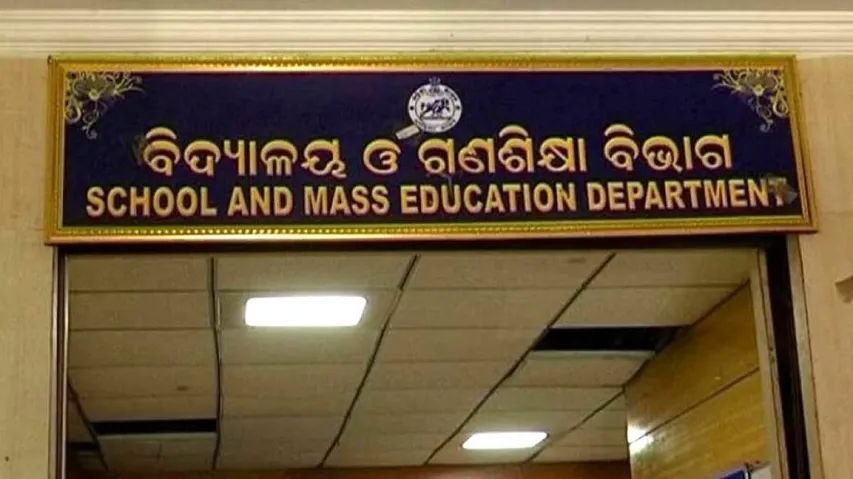 ବିଦ୍ୟାଳୟ ଓ ଗଣଶିକ୍ଷା ବିଭାଗ
SCHOOL AND MASS EDUCATION DEPARTMENT